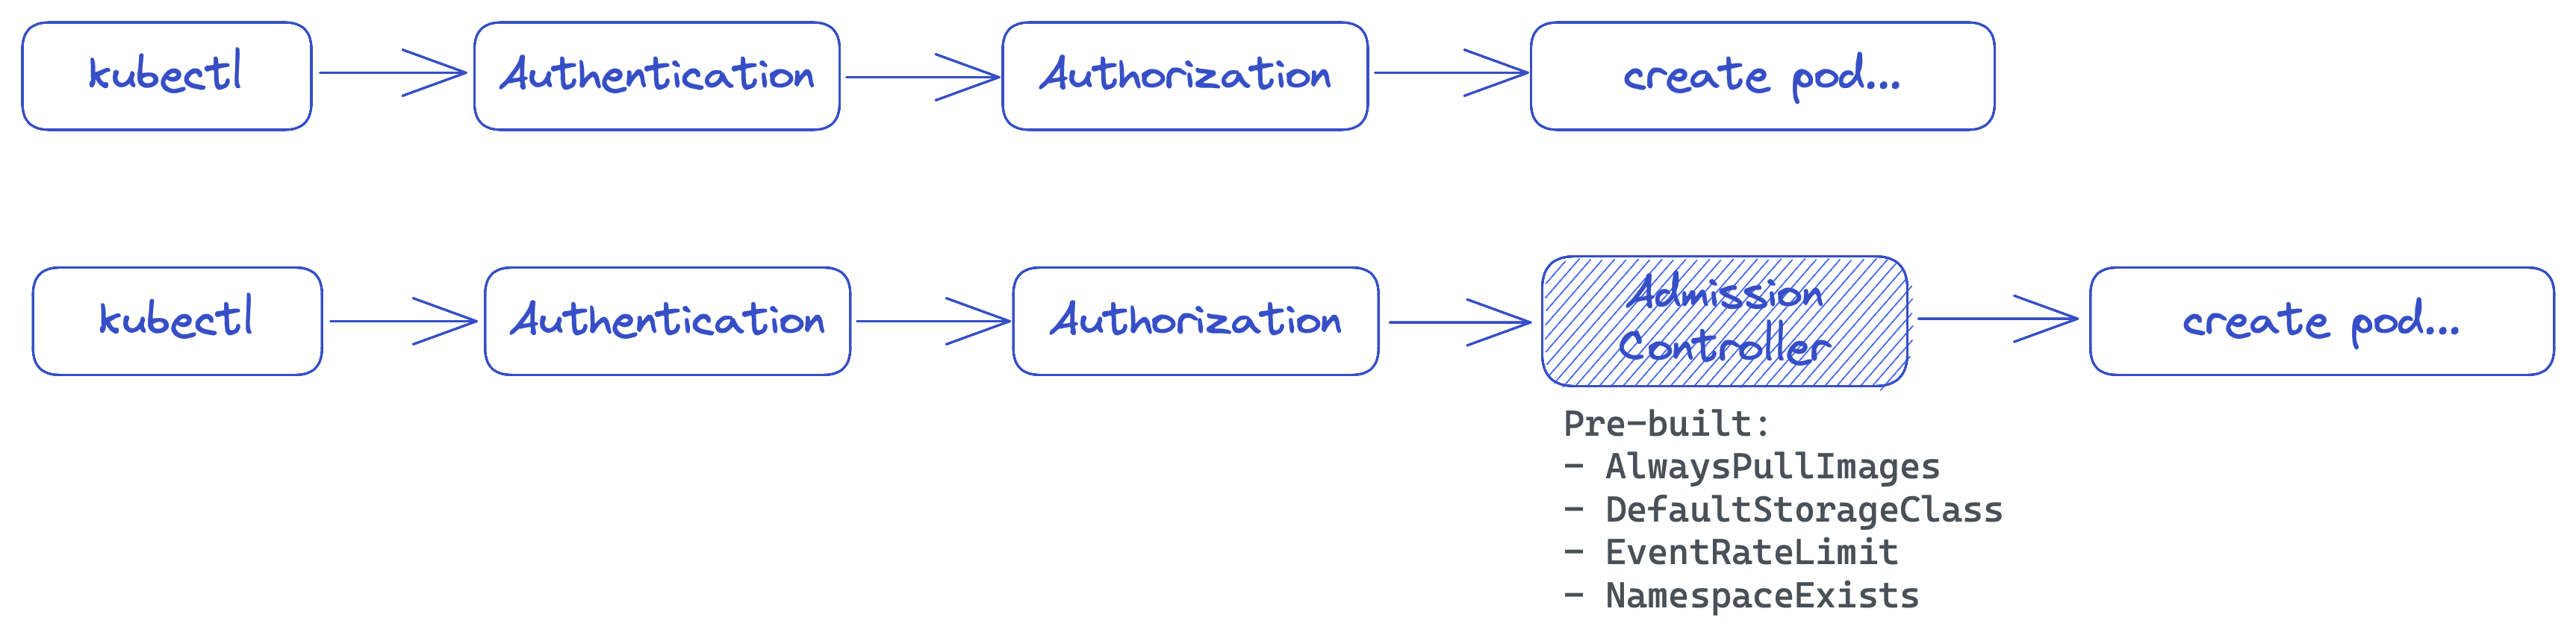 kubectl
Authentication
Authorization
create pod...
kubectl
Authentication
Authorization
Admission
Controller
create pod...
Pre-built:
- AlwaysPullImages
- DefaultStorageClass
- EventRateLimit
- NamespaceExists